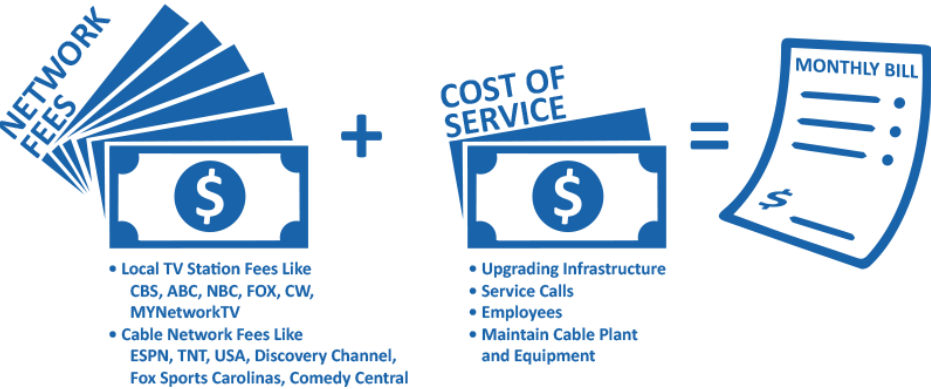 NETWORK
FEES
$
• Local TV Station Fees Like
CBS, ABC, NBC, FOX, CW,
MYNetworkTV
• Cable Network Fees Like
ESPN, TNT, USA, Discovery Channel,
Fox Sports Carolinas, Comedy Central
+
COST OF
SERVICE
$
• Upgrading Infrastructure
• Service Calls
• Employees
• Maintain Cable Plant
and Equipment
=
MONTHLY BILL
$